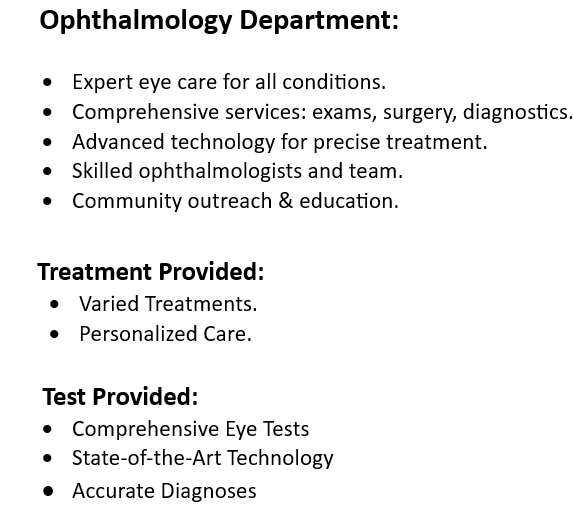 Ophthalmology Department:
• Expert eye care for all conditions.
• Comprehensive services: exams, surgery, diagnostics.
• Advanced technology for precise treatment.
• Skilled ophthalmologists and team.
• Community outreach & education.
Treatment Provided:
• Varied Treatments.
• Personalized Care.
Test Provided:
• Comprehensive Eye Tests
• State-of-the-Art Technology
• Accurate Diagnoses